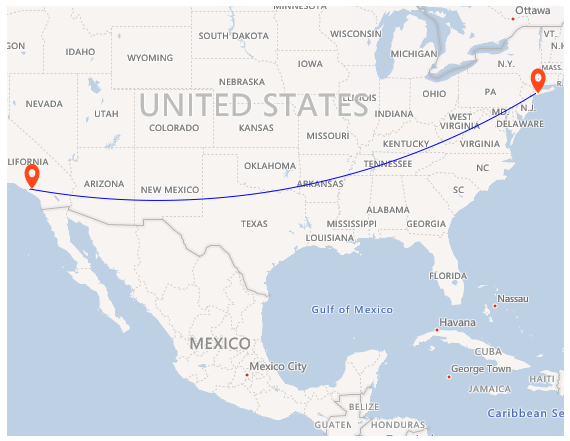 MINNESOTA
Ottawa
WISCONSIN
SOUTH DAKOTA
VT.
GON
IDAHO
MICHIGAN
N.H
WYOMING
N.Y.
IOWA
MASS.
NEBRASKA
R
OHIO
PA
NEVADA
UNITED STATES
ILLINOIS
N.J.
UTAH
INDIANA
MD.
WEST
VIRGINIA
DELAWARE
COLORADO
KANSAS
MISSOURI
KENTUCKY
VIRGINIA
LIFORNIA
OKLAHOMA
TENNESSEE
NC
ARIZONA
NEW MEXICO
ARKANSAS
SC
ALABAMA
TEXAS
MISSISSIPPI
GEORGIA
LOUISIANA
FLORIDA
Nassau
Gulf of Mexico
Havana
MEXICO
CUBA
Mexico City
George Town
HAITI
JAMAICA
BELIZE
Caribbean Se
GUATEM
HONDURAS